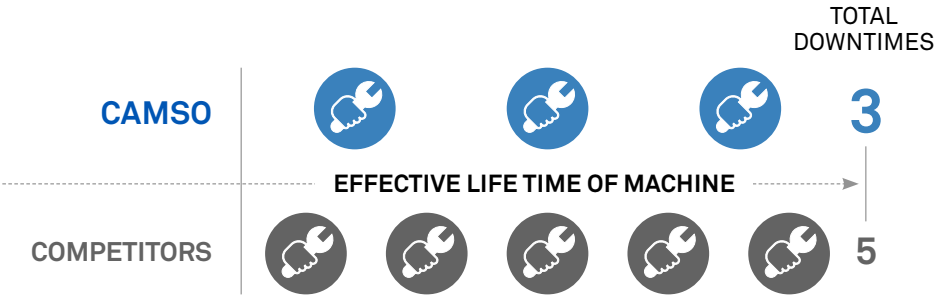 TOTAL
DOWNTIMES
CAMSO
3
EFFECTIVE LIFE TIME OF MACHINE
COMPETITORS
5